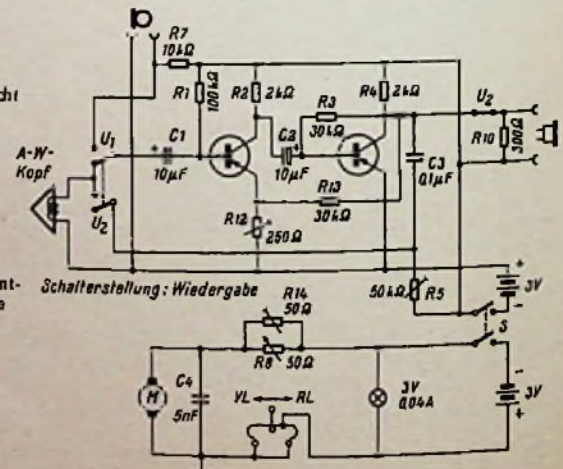 R7
10kΩ
cht
R1
100kΩ
R2
2kΩ
R4
2kΩ
R3
30kΩ
U2
R10
300Ω
U1
C1
10µF
C2
10µF
C3
0,1µF
A-W-
Kopf
U2
R13
30kΩ
R12
250Ω
nt-
Schalterstellung: Wiedergabe
50kΩ
R5
+
3V
-
S
R14
50Ω
R8
50Ω
M
C4
5nF
VL
RL
3V
0,04A
-
3V
+